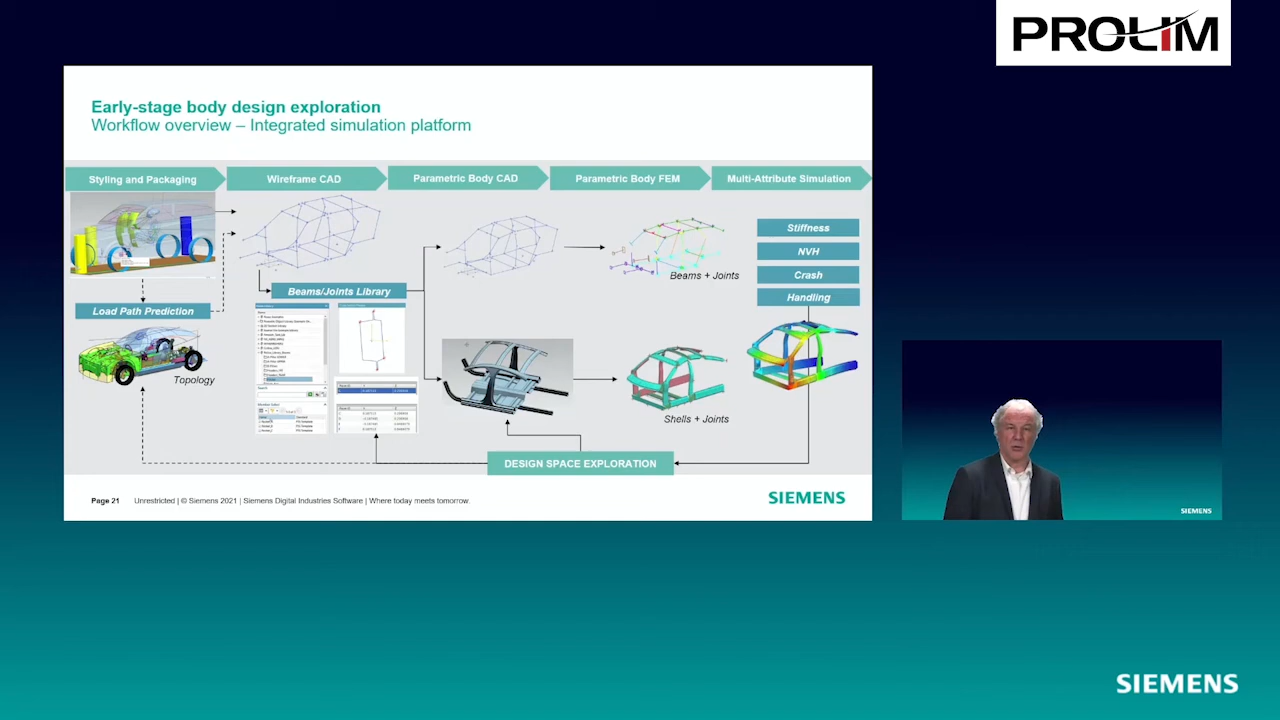 PROLIM
Early-stage body design exploration
Workflow overview – Integrated simulation platform
Styling and Packaging
Wireframe CAD
Parametric Body CAD
Parametric Body FEM
Multi-Attribute Simulation
Stiffness
NVH
Crash
Handling
Beams + Joints
Beams/Joints Library
Load Path Prediction
Topology
Shells + Joints
DESIGN SPACE EXPLORATION
Page 21 Unrestricted | © Siemens 2021 | Siemens Digital Industries Software | Where today meets tomorrow.
SIEMENS
SIEMENS
SIEMENS